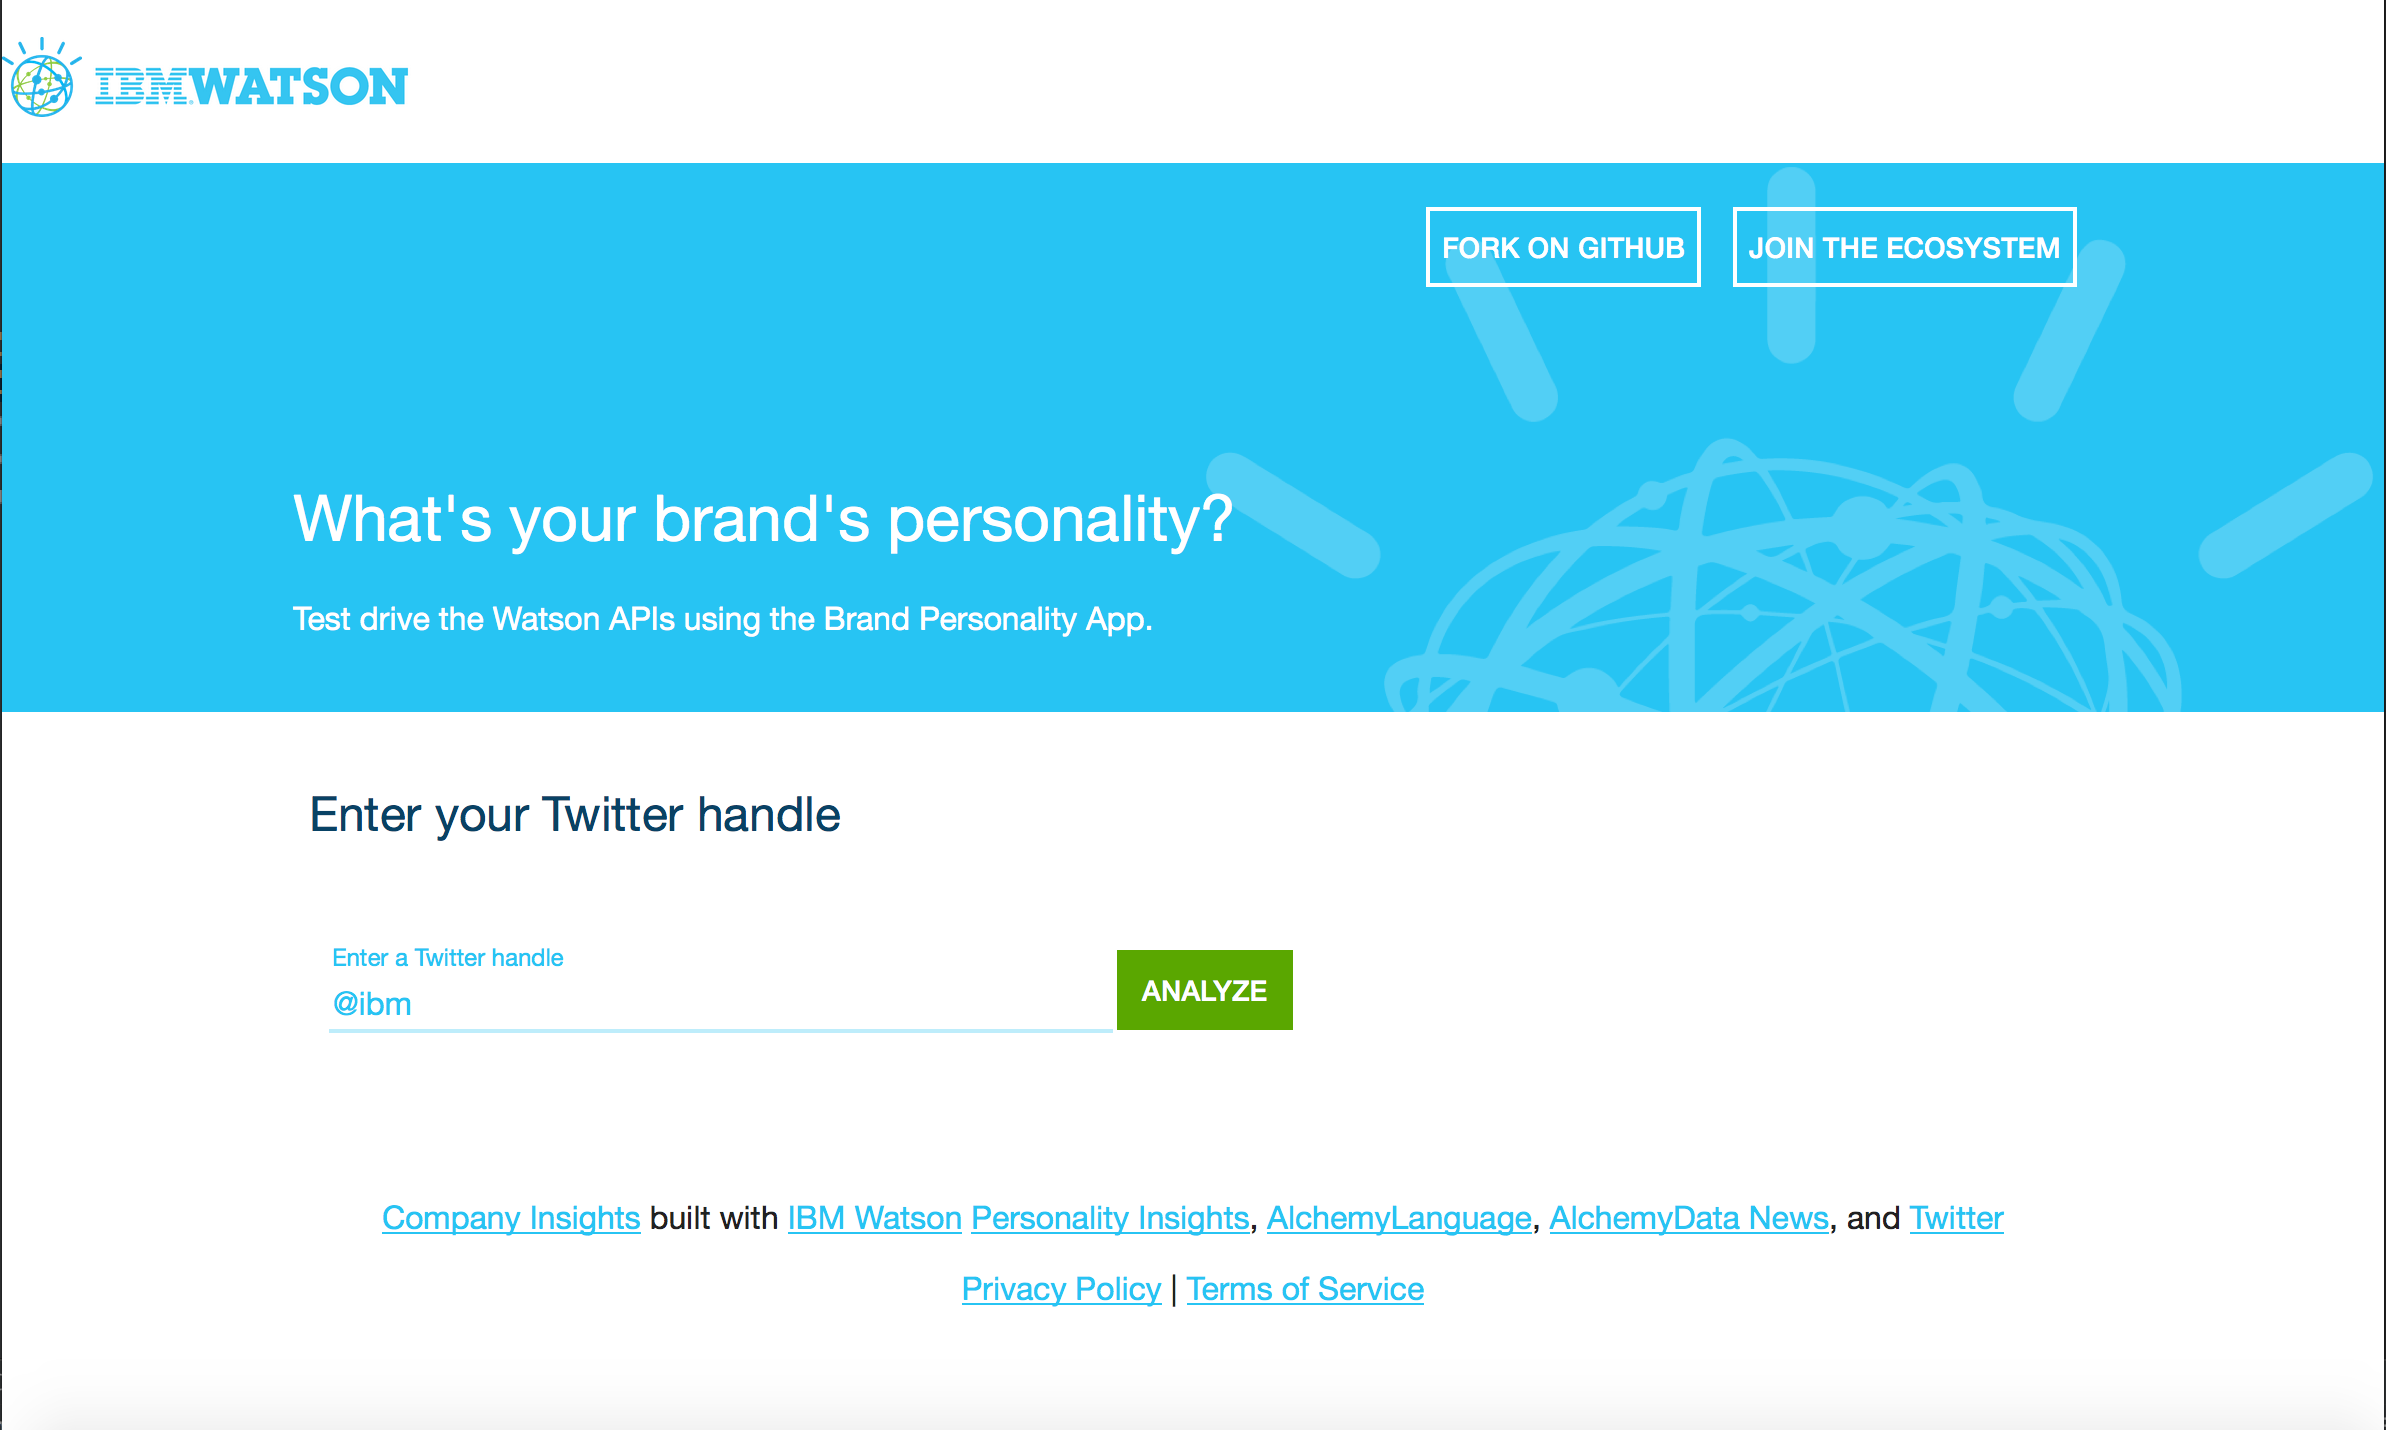 IBM WATSON
FORK ON GITHUB JOIN THE ECOSYSTEM
What's your brand's personality?
Test drive the Watson APIs using the Brand Personality App.
Enter your Twitter handle
Enter a Twitter handle
@ibm
ANALYZE
Company Insights built with IBM Watson Personality Insights, AlchemyLanguage, AlchemyData News, and Twitter
Privacy Policy | Terms of Service